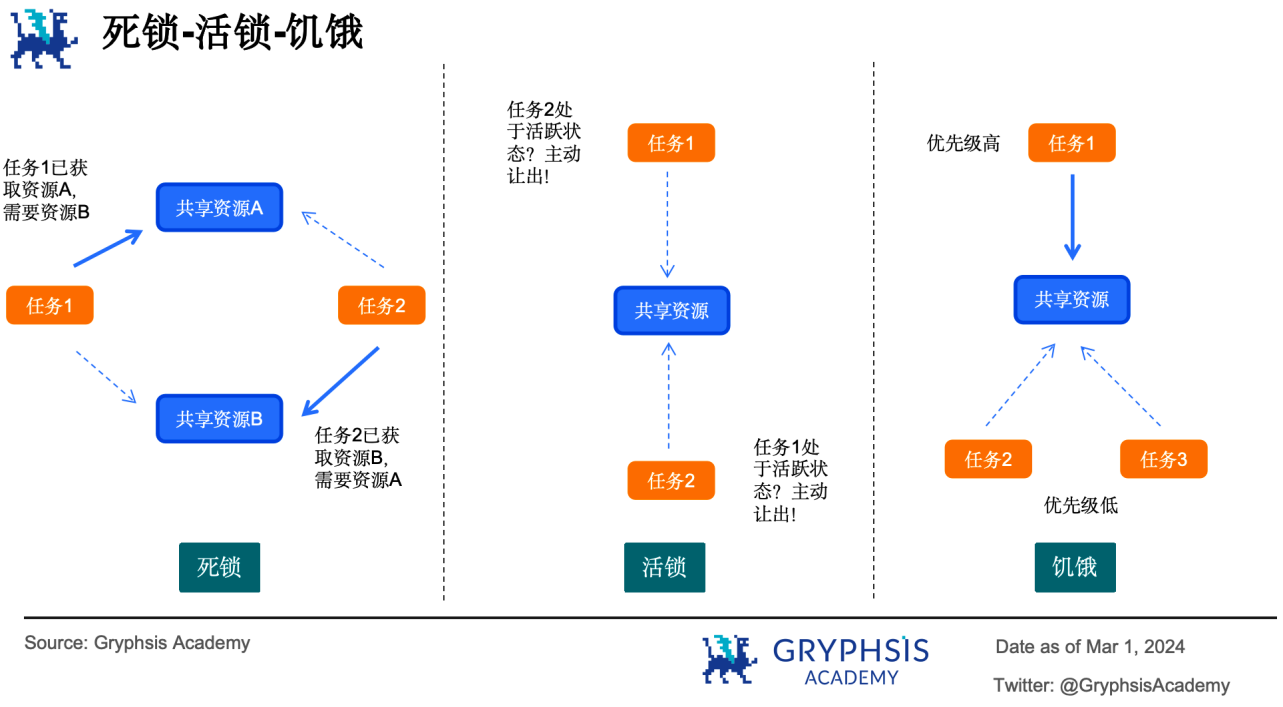 死锁-活锁-饥饿
任务1已获
取资源A,
需要资源B
共享资源A
任务1
任务2
共享资源B
任务2已获
取资源B,
需要资源A
死锁
任务2处
于活跃状
态？主动
让出!
任务1
共享资源
任务2
任务1处
于活跃状
态？主动
让出!
活锁
优先级高
任务1
共享资源
任务2
任务3
优先级低
饥饿
Source: Gryphsis Academy
GRYPHSIS
ACADEMY
Date as of Mar 1, 2024
Twitter: @GryphsisAcademy